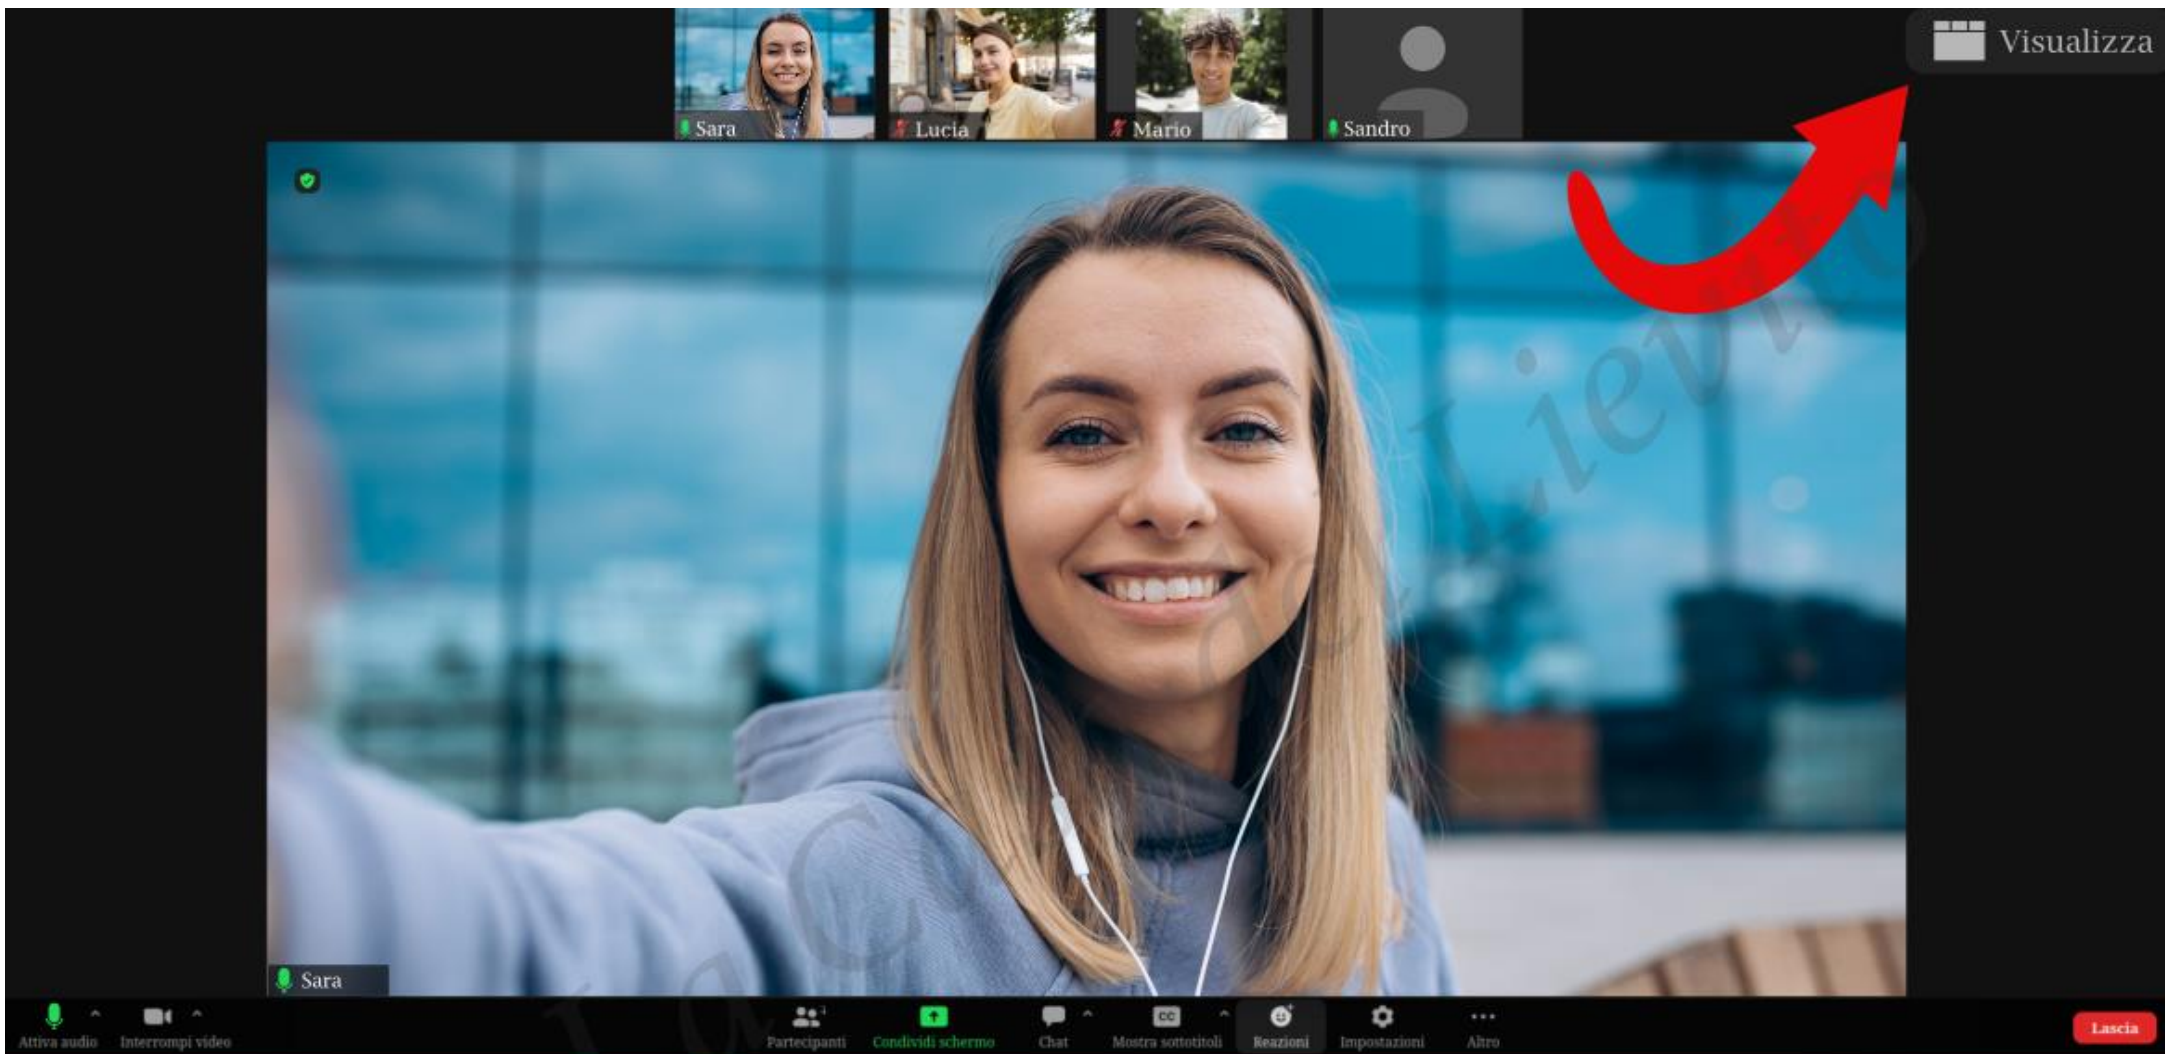 Visualizza
Sara
Lucia
Mario
Sandro
Sara
Attiva audio
Interrompi video
Partecipanti
Condividi schermo
Chat
CC
Mostra sottotitoli
Reazioni
Impostazioni
Altro
Lascia